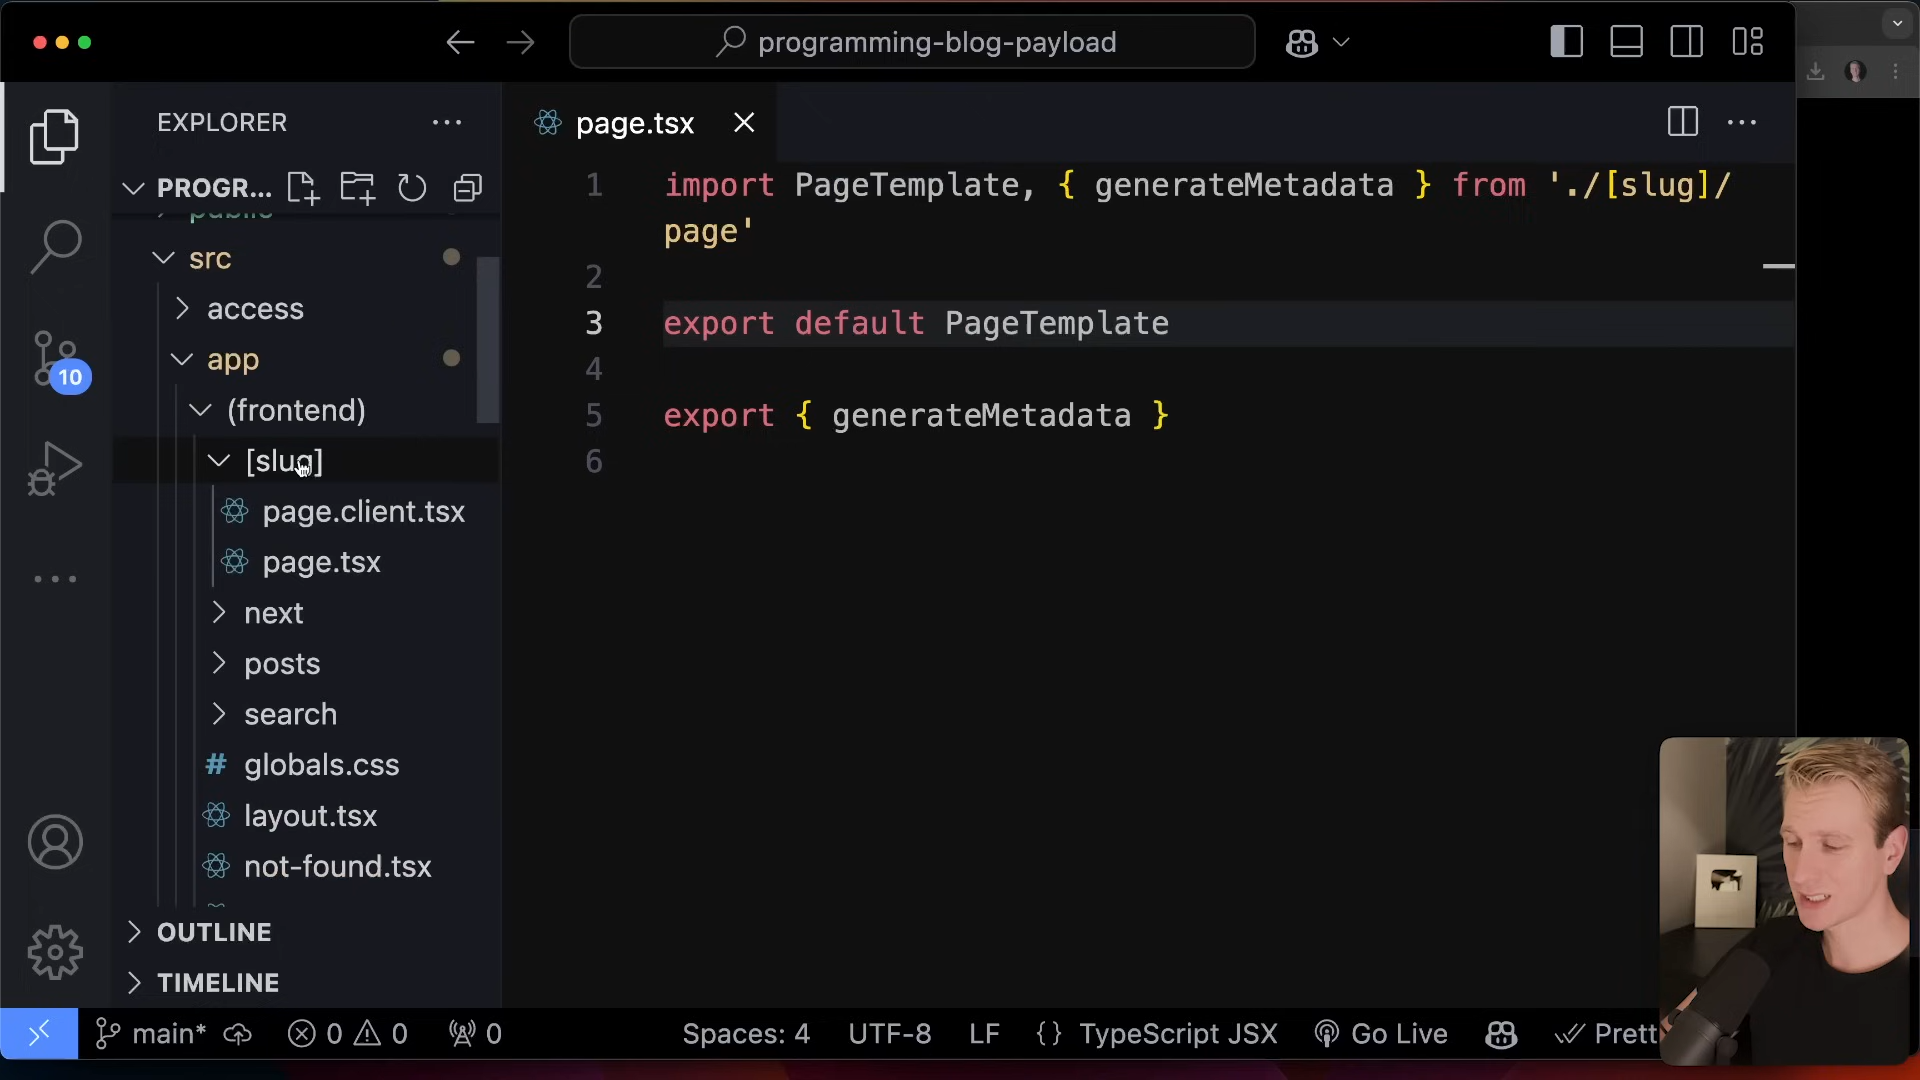 programming-blog-payload
EXPLORER
PROGR...
public
src
access
app
(frontend)
[slug]
page.client.tsx
page.tsx
next
posts
search
# globals.css
layout.tsx
not-found.tsx
OUTLINE
TIMELINE
10
page.tsx
1 import PageTemplate, { generateMetadata } from './[slug]/
page'
2
3 export default PageTemplate
4
5 export { generateMetadata }
6
main* 0 0 0 Spaces: 4 UTF-8 LF {} TypeScript JSX Go Live Prett